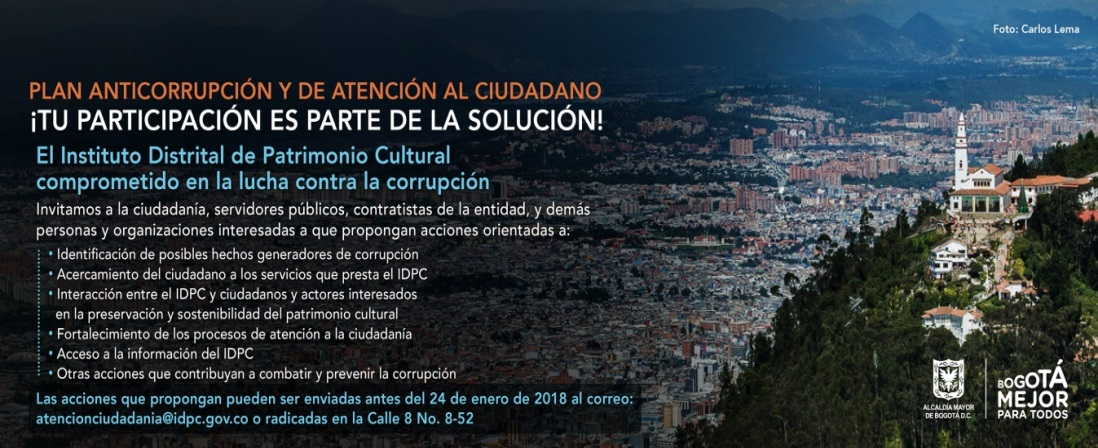 Foto: Carlos Lema
PLAN ANTICORRUPCIÓN Y DE ATENCIÓN AL CIUDADANO
¡TU PARTICIPACIÓN ES PARTE DE LA SOLUCIÓN!
El Instituto Distrital de Patrimonio Cultural
comprometido en la lucha contra la corrupción
Invitamos a la ciudadanía, servidores públicos, contratistas de la entidad, y demás
personas y organizaciones interesadas a que propongan acciones orientadas a:
• Identificación de posibles hechos generadores de corrupción
• Acercamiento del ciudadano a los servicios que presta el IDPC
• Interacción entre el IDPC y ciudadanos y actores interesados
en la preservación y sostenibilidad del patrimonio cultural
• Fortalecimiento de los procesos de atención a la ciudadanía
• Acceso a la información del IDPC
• Otras acciones que contribuyan a combatir y prevenir la corrupción
Las acciones que propongan pueden ser enviadas antes del 24 de enero de 2018 al correo:
atencionciudadania@idpc.gov.co o radicadas en la Calle 8 No. 8-52
ALCALDÍA MAYOR
DE BOGOTÁ D.C.
BOGOTÁ
MEJOR
PARA TODOS